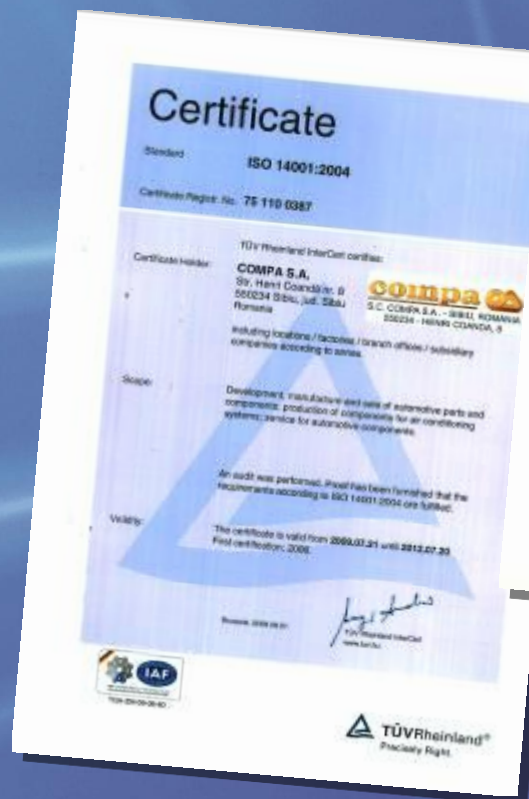 Certificate
Standard
ISO 14001:2004
Certificate Registr. No. 75 110 0387
TÜV Rheinland InterCert certifies:
Certificate Holder:
COMPA S.A.
Str. Henri Coandă nr. 8
550234 Sibiu, jud. Sibiu
Romania
compa
S.C. COMPA S.A. - SIBIU, ROMANIA
550234 - HENRI COANDA, 8
including locations / factories / branch offices / subsidiary
companies according to annex
Scope:
Development, manufacture and sale of automotive parts and
components; production of components for air conditioning
systems; service for automotive components.
An audit was performed. Proof has been furnished that the
requirements according to ISO 14001:2004 are fulfilled.
Validity:
The certificate is valid from 2009.07.21 until 2012.07.20
First certification: 2006.
TÜV Rheinland InterCert
IAF
TÜVRheinland®
Precisely Right.